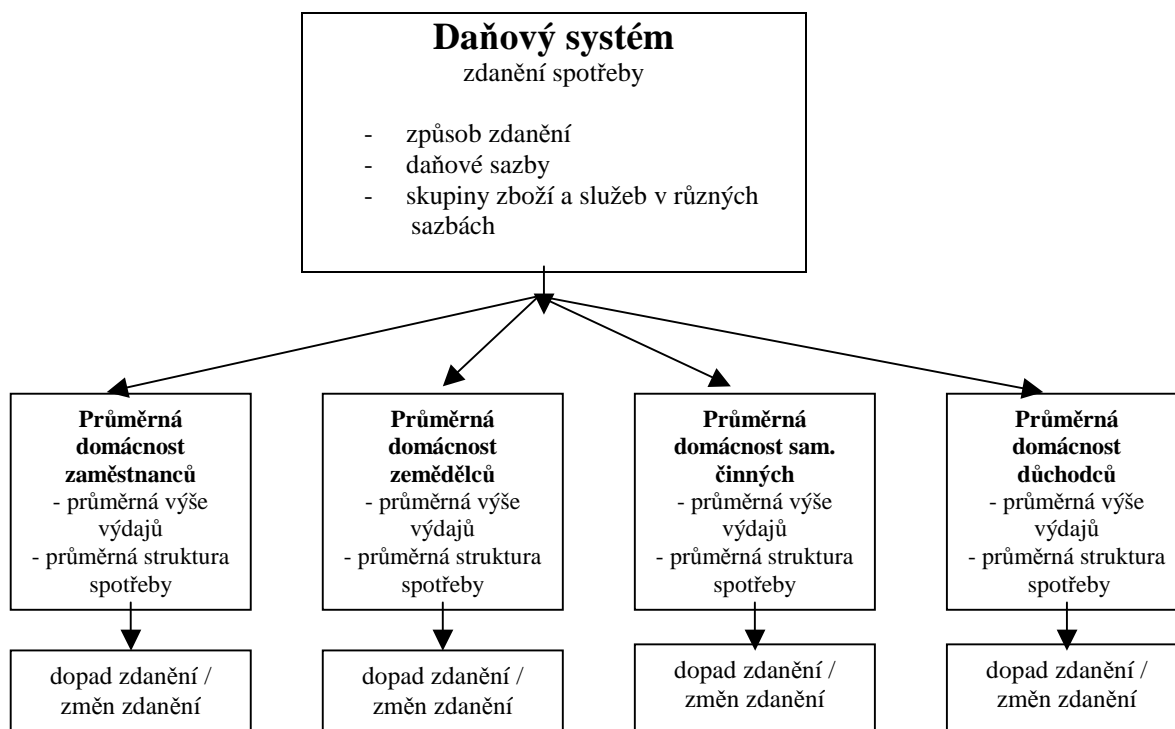 Daňový systém
zdanění spotřeby
- způsob zdanění
- daňové sazby
- skupiny zboží a služeb v různých
sazbách
Průměrná
domácnost
zaměstnanců
- průměrná výše
výdajů
- průměrná struktura
spotřeby
Průměrná
domácnost
zemědělců
- průměrná výše
výdajů
- průměrná struktura
spotřeby
Průměrná
domácnost sam.
činných
- průměrná výše
výdajů
- průměrná struktura
spotřeby
Průměrná
domácnost
důchodců
- průměrná výše
výdajů
- průměrná struktura
spotřeby
dopad zdanění /
změn zdanění
dopad zdanění /
změn zdanění
dopad zdanění /
změn zdanění
dopad zdanění /
změn zdanění